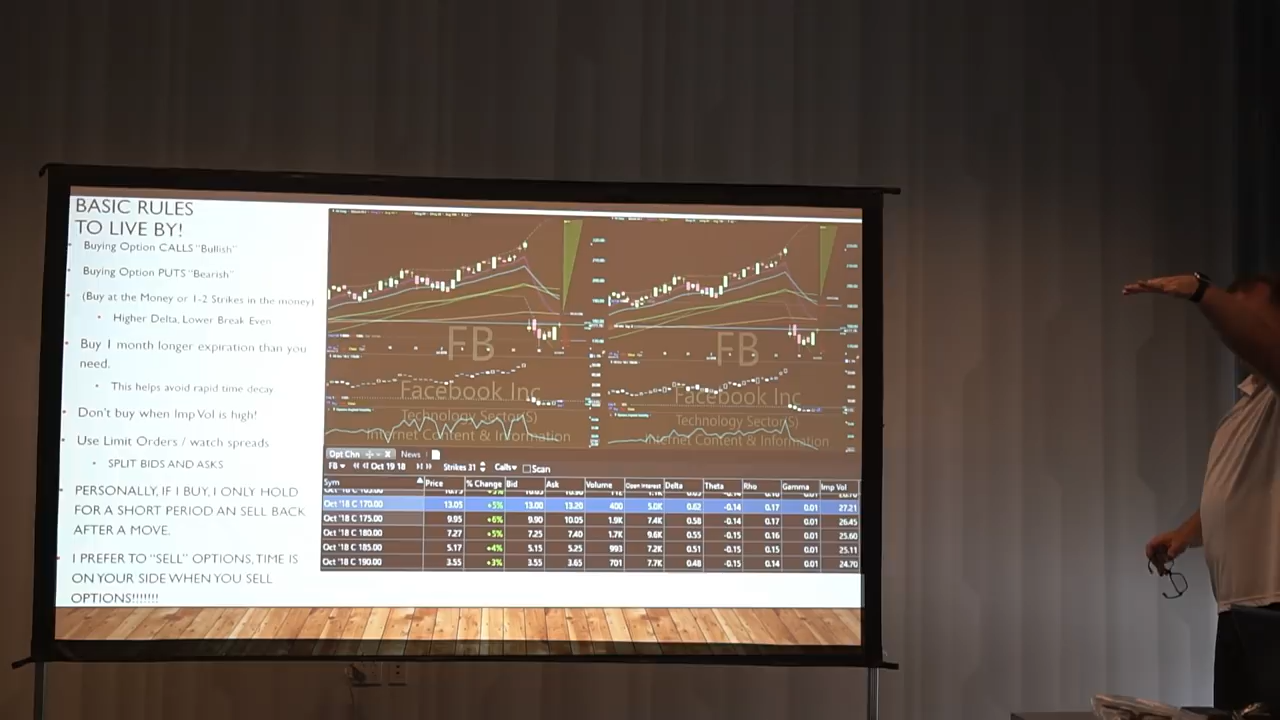 BASIC RULES
TO LIVE BY!
Buying Option CALLS "Bullish"
Buying Option PUTS "Bearish"
(Buy at the Money or 1-2 Strikes in the money)
Higher Delta, Lower Break Even
Buy 1 month longer expiration than you
need.
This helps avoid rapid time decay
Don't buy when Imp Vol is high!
Use Limit Orders / watch spreads
SPLIT BIDS AND ASKS
PERSONALLY, IF I BUY, I ONLY HOLD
FOR A SHORT PERIOD AN SELL BACK
AFTER A MOVE.
I PREFER TO "SELL" OPTIONS, TIME IS
ON YOUR SIDE WHEN YOU SELL
OPTIONS!!!!!!!
FB
Facebook Inc
Technology Sector(S)
Internet Content & Information
FB
Facebook Inc
Technology Sector(S)
Internet Content & Information
Opt Chn News
FB Oct 19 18 Strikes 31 Calls Scan
Sym Price % Change Bid Ask Volume Open Interest Delta Theta Rho Gamma Imp Vol
Oct '18 C 170.00 13.05 +5% 13.00 13.20 400 5.0K 0.62 -0.14 0.17 0.01 27.21
Oct '18 C 175.00 9.95 +6% 9.90 10.05 1.9K 7.4K 0.58 -0.14 0.17 0.01 26.45
Oct '18 C 180.00 7.27 +5% 7.25 7.40 1.7K 9.6K 0.55 -0.15 0.16 0.01 25.60
Oct '18 C 185.00 5.17 +4% 5.15 5.25 993 7.2K 0.51 -0.15 0.15 0.01 25.11
Oct '18 C 190.00 3.55 +3% 3.55 3.65 701 7.7K 0.48 -0.15 0.14 0.01 24.70